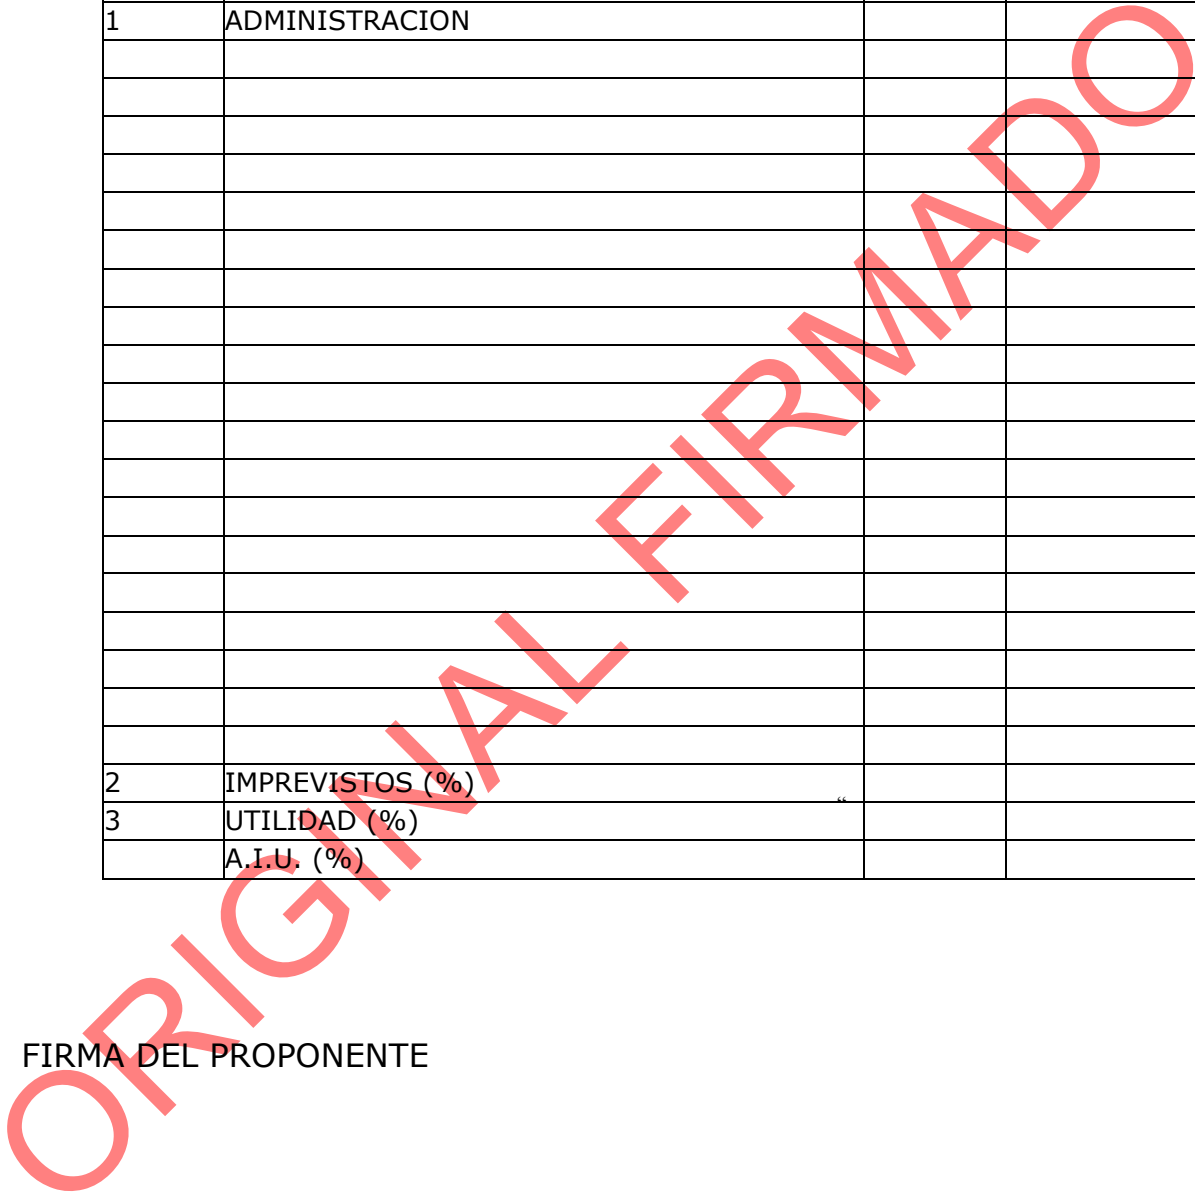 1 ADMINISTRACION
2 IMPREVISTOS (%)
“
3 UTILIDAD (%)
A.I.U. (%)
FIRMA DEL PROPONENTE
ORIGINAL FIRMADO